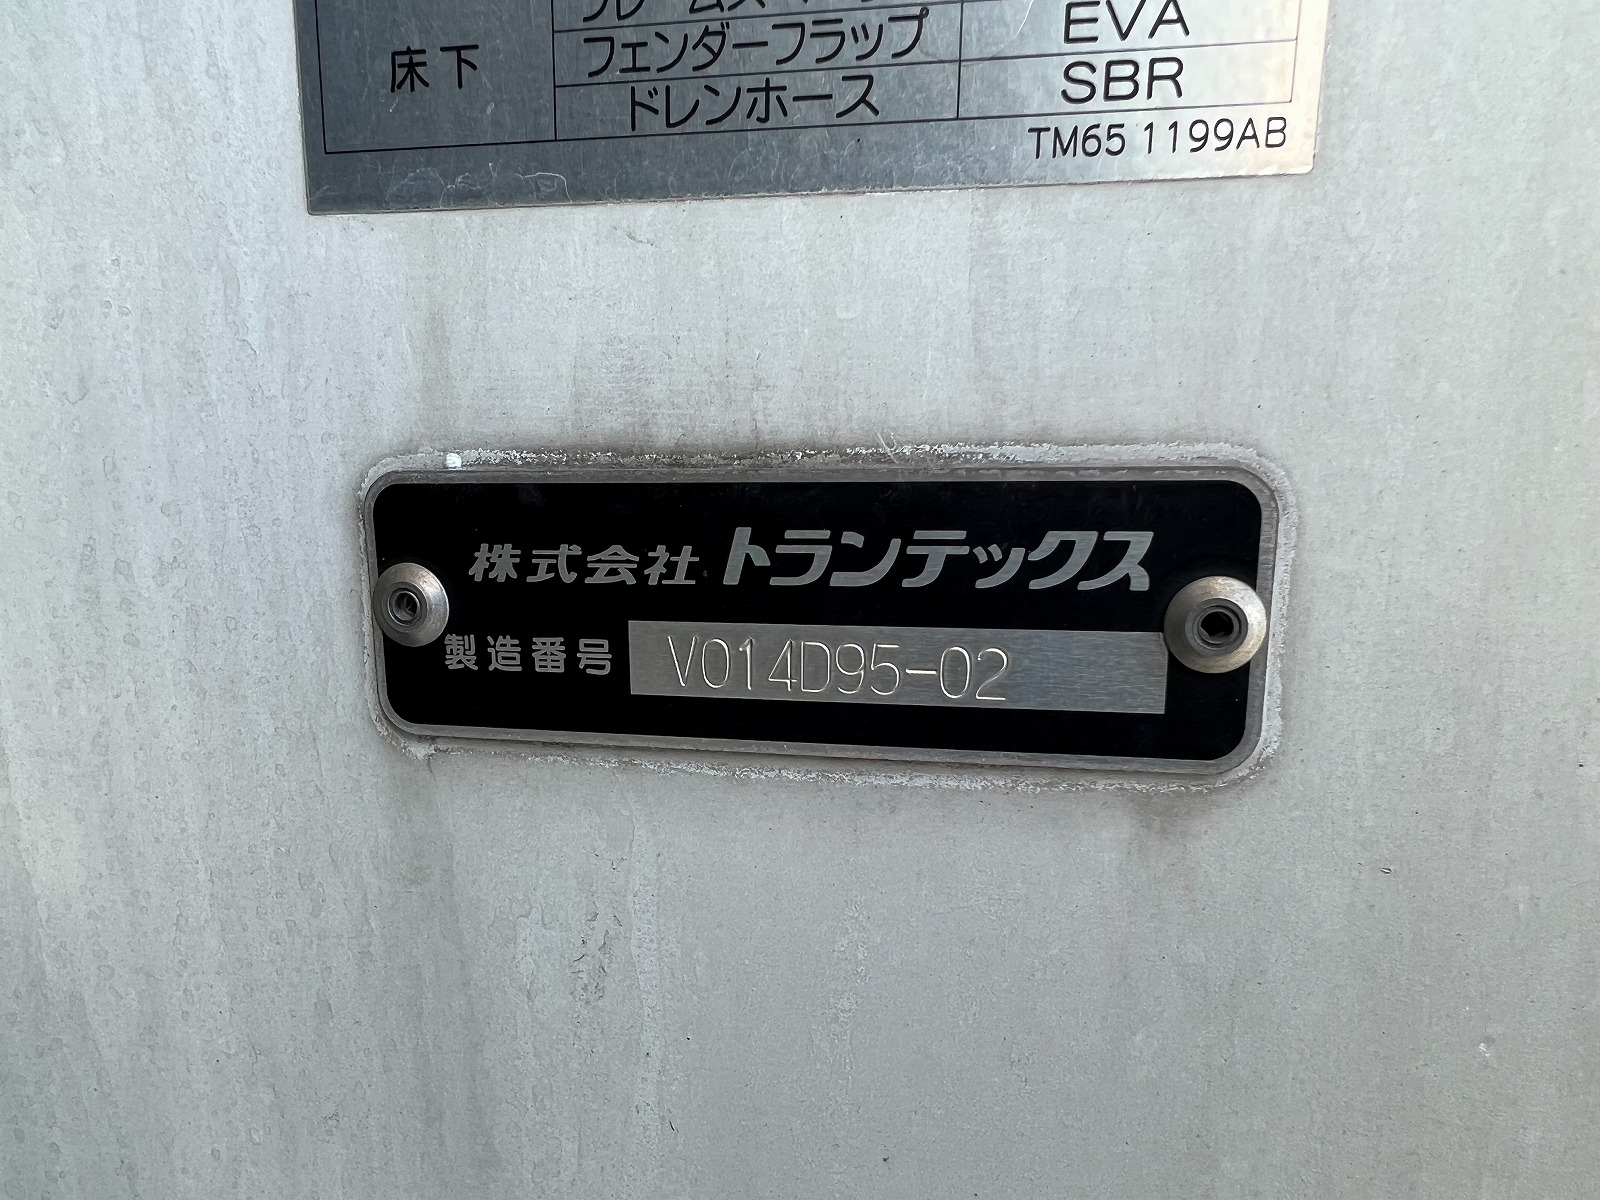 床下
フェンダーフラップ EVA
ドレンホース SBR
TM65 1199AB
株式会社 トランテックス
製造番号 V014D95-02